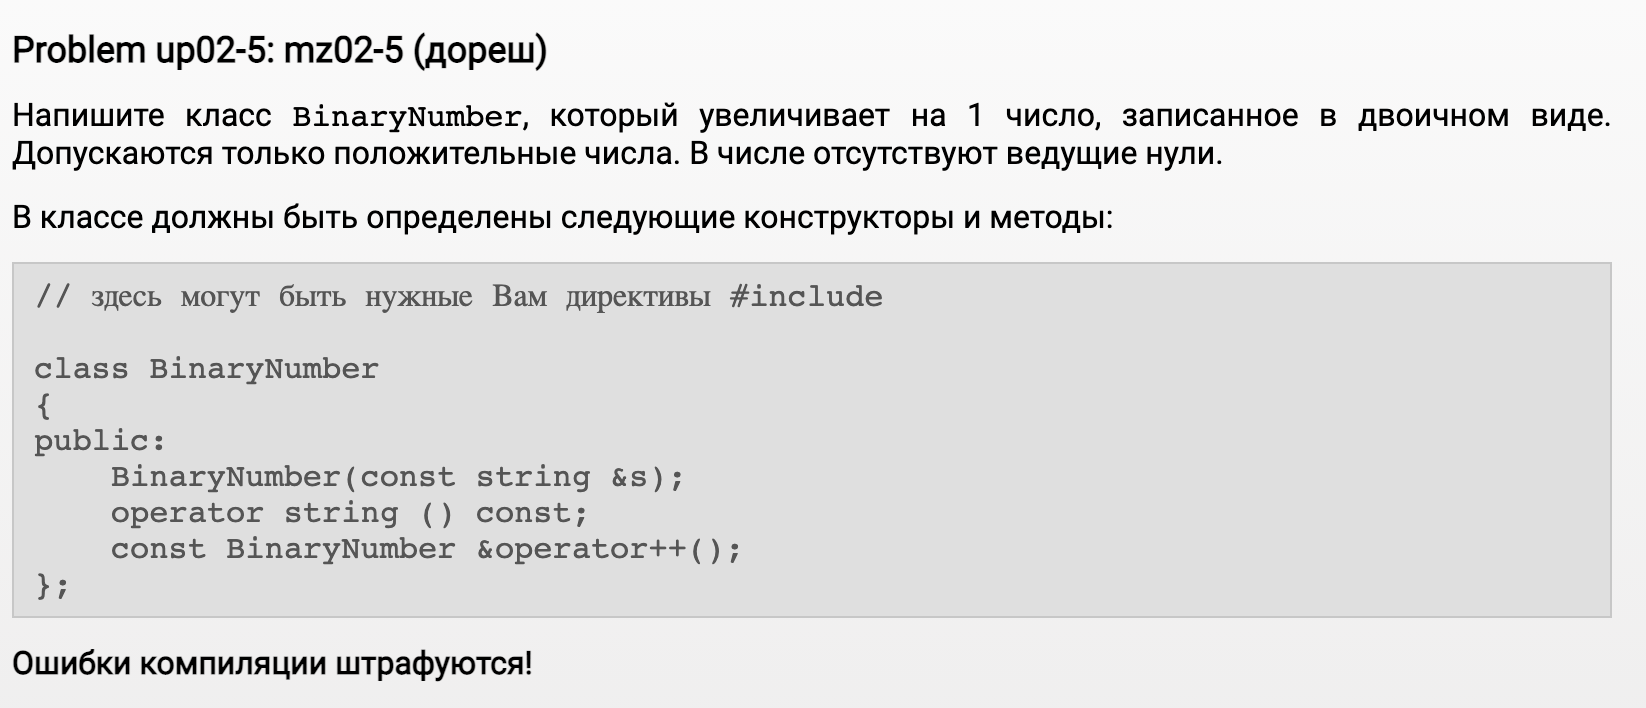 Problem up02-5: mz02-5 (дореш)
Напишите класс BinaryNumber, который увеличивает на 1 число, записанное в двоичном виде.
Допускаются только положительные числа. В числе отсутствуют ведущие нули.
В классе должны быть определены следующие конструкторы и методы:
// здесь могут быть нужные Вам директивы #include
class BinaryNumber
{
public:
    BinaryNumber(const string &s);
    operator string () const;
    const BinaryNumber &operator++();
};
Ошибки компиляции штрафуются!